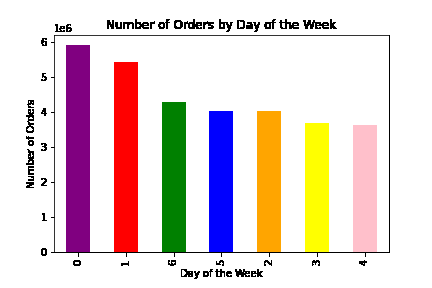 Number of Orders by Day of the Week
1e6
6
5
4
3
2
1
0
Number of Orders
0 1 6 5 2 3 4
Day of the Week